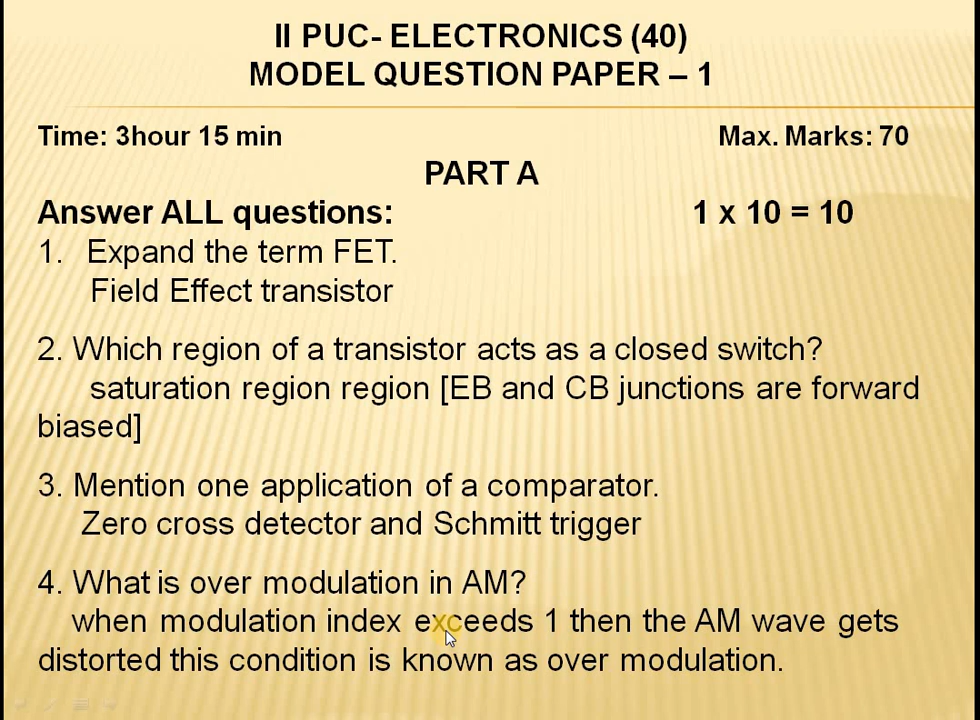 II PUC- ELECTRONICS (40)
MODEL QUESTION PAPER – 1
Time: 3hour 15 min Max. Marks: 70
PART A
Answer ALL questions: 1 x 10 = 10
1. Expand the term FET.
Field Effect transistor
2. Which region of a transistor acts as a closed switch?
saturation region region [EB and CB junctions are forward
biased]
3. Mention one application of a comparator.
Zero cross detector and Schmitt trigger
4. What is over modulation in AM?
when modulation index exceeds 1 then the AM wave gets
distorted this condition is known as over modulation.